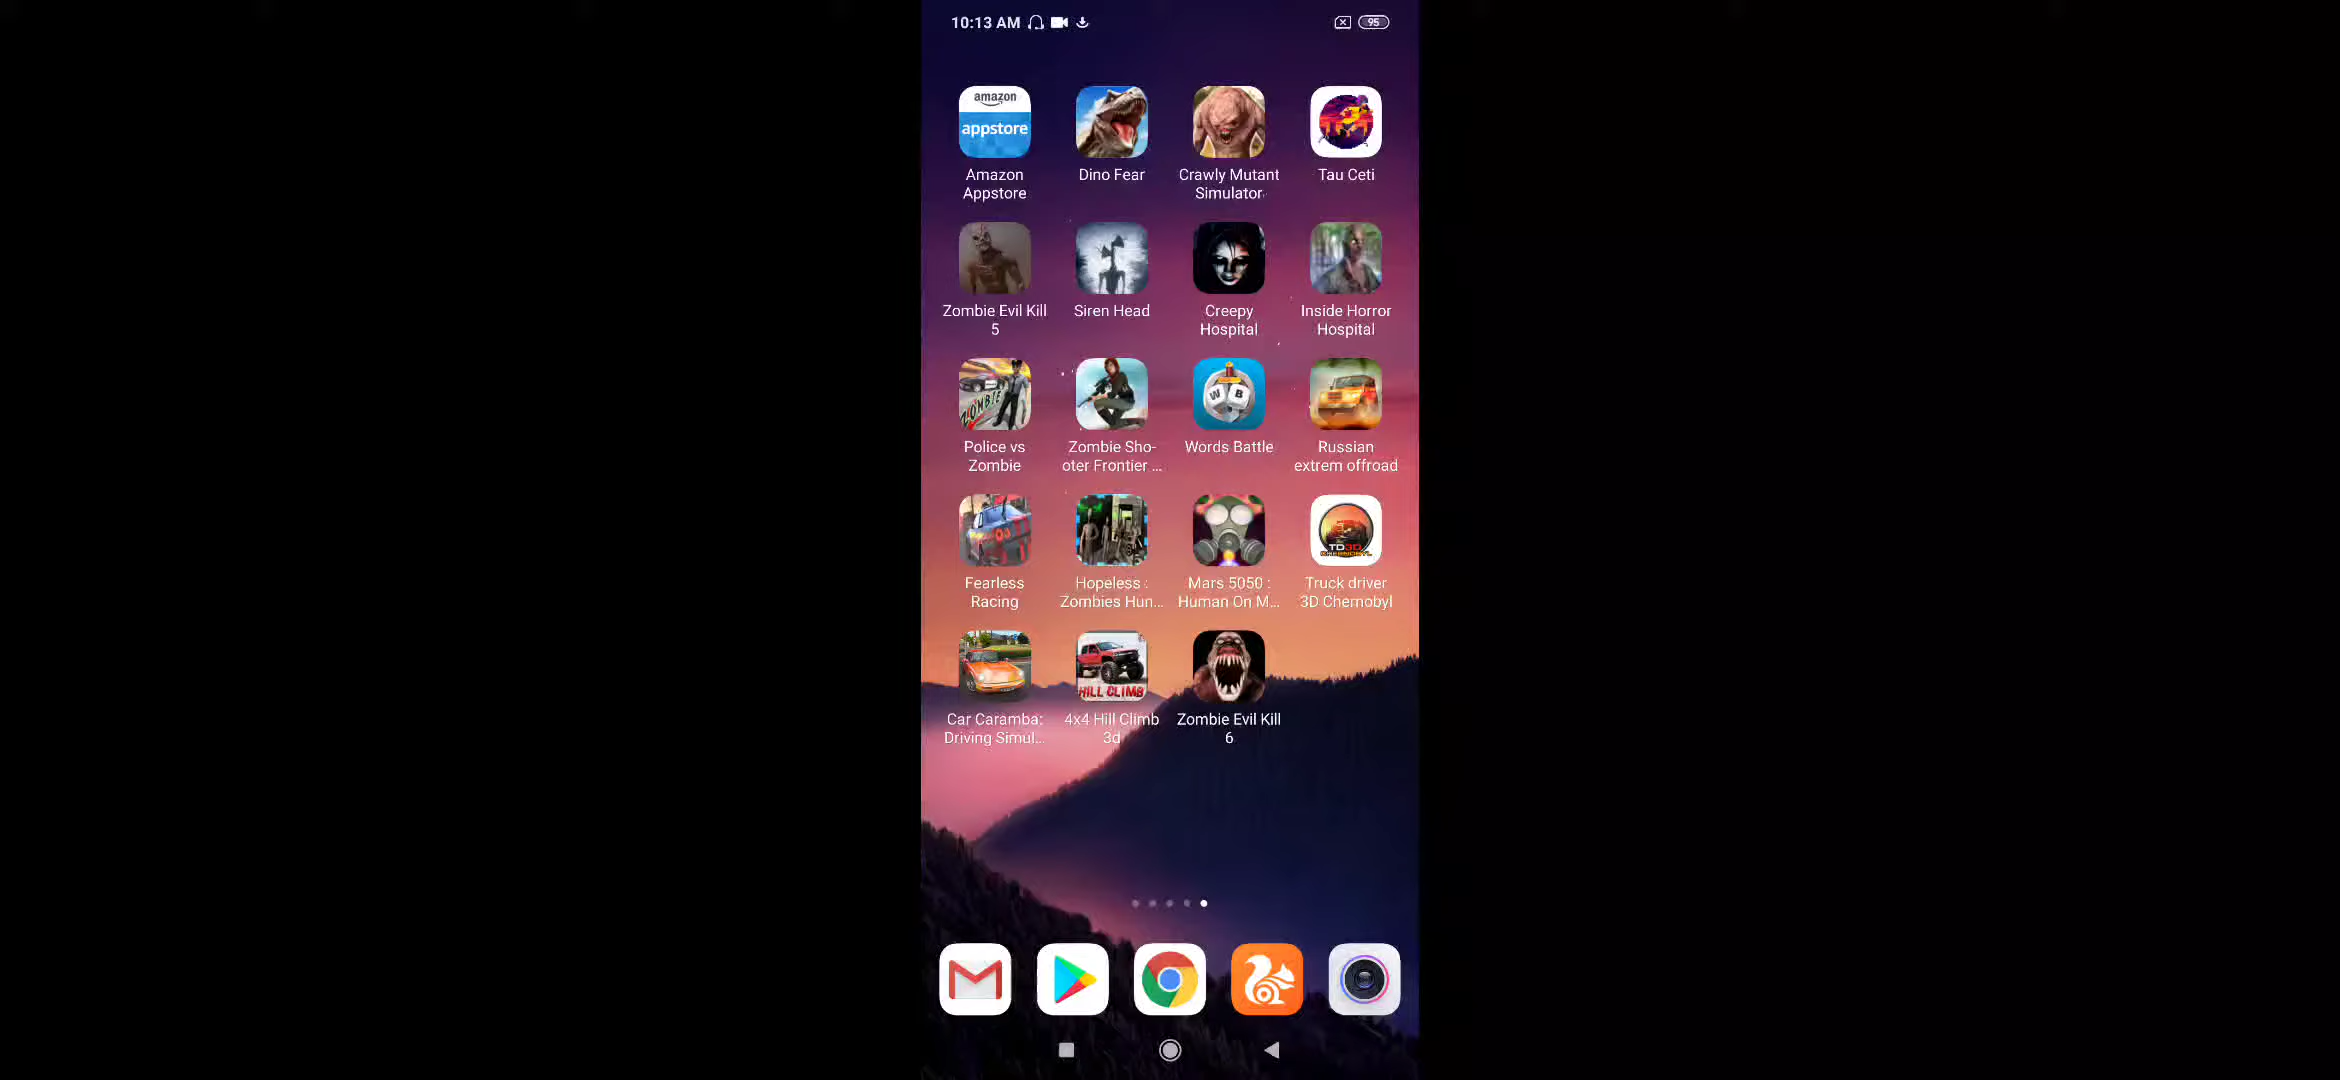 10:13 AM
95
amazon
appstore
Amazon
Appstore
Dino Fear
Crawly Mutant
Simulator
Tau Ceti
Zombie Evil Kill
5
Siren Head
Creepy
Hospital
Inside Horror
Hospital
ZOMBIE
W B
Police vs
Zombie
Zombie Sho-
oter Frontier ...
Words Battle
Russian
extrem offroad
TD3D
Fearless
Racing
Hopeless :
Zombies Hun...
Mars 5050 :
Human On M...
Truck driver
3D Chernobyl
HILL CLIMB
Car Caramba:
Driving Simul...
4x4 Hill Climb
3d
Zombie Evil Kill
6